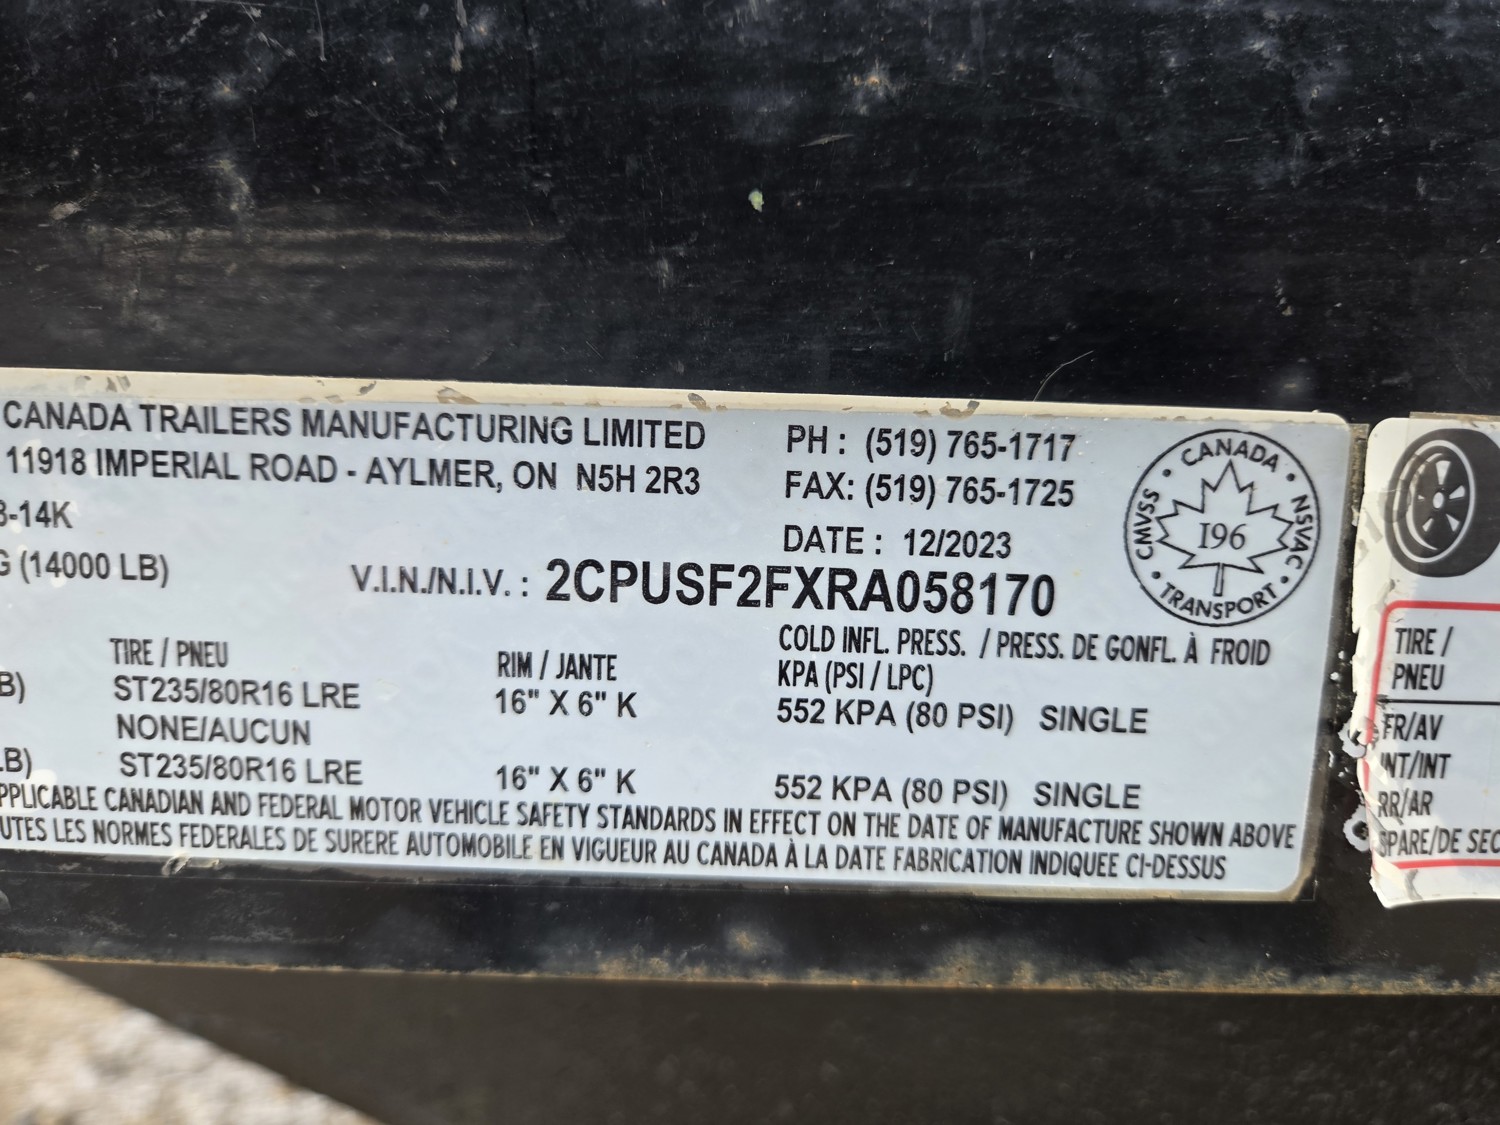 CANADA TRAILERS MANUFACTURING LIMITED
11918 IMPERIAL ROAD - AYLMER, ON N5H 2R3
PH : (519) 765-1717
FAX: (519) 765-1725
-14K
DATE : 12/2023
G (14000 LB)
V.I.N./N.I.V. : 2CPUSF2FXRA058170
CANADA
CMVSS
NSVAC
I96
TRANSPORT
TIRE / PNEU
RIM / JANTE
COLD INFL. PRESS. / PRESS. DE GONFL. À FROID
KPA (PSI / LPC)
B) ST235/80R16 LRE 16" X 6" K 552 KPA (80 PSI) SINGLE
NONE/AUCUN
LB) ST235/80R16 LRE 16" X 6" K 552 KPA (80 PSI) SINGLE
PPLICABLE CANADIAN AND FEDERAL MOTOR VEHICLE SAFETY STANDARDS IN EFFECT ON THE DATE OF MANUFACTURE SHOWN ABOVE
UTES LES NORMES FEDERALES DE SURERE AUTOMOBILE EN VIGUEUR AU CANADA À LA DATE FABRICATION INDIQUEE CI-DESSUS
TIRE /
PNEU
FR/AV
INT/INT
RR/AR
SPARE/DE SEC